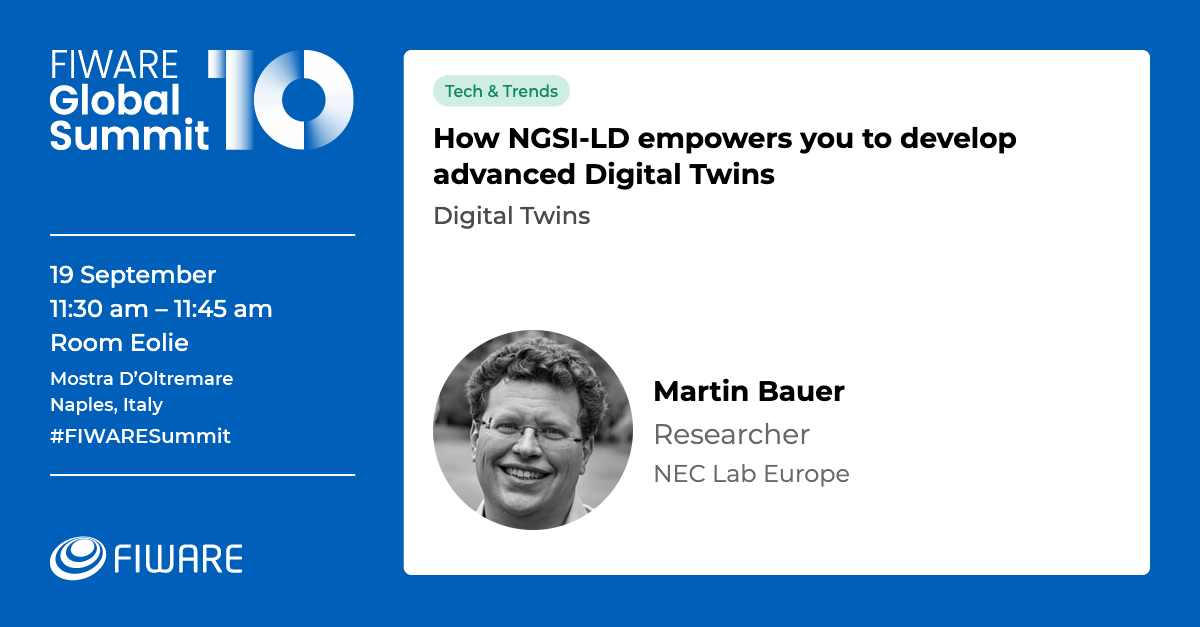 FIWARE
Global
Summit
10
19 September
11:30 am – 11:45 am
Room Eolie
Mostra D’Oltremare
Naples, Italy
#FIWARESummit
FIWARE
Tech & Trends
How NGSI-LD empowers you to develop
advanced Digital Twins
Digital Twins
Martin Bauer
Researcher
NEC Lab Europe